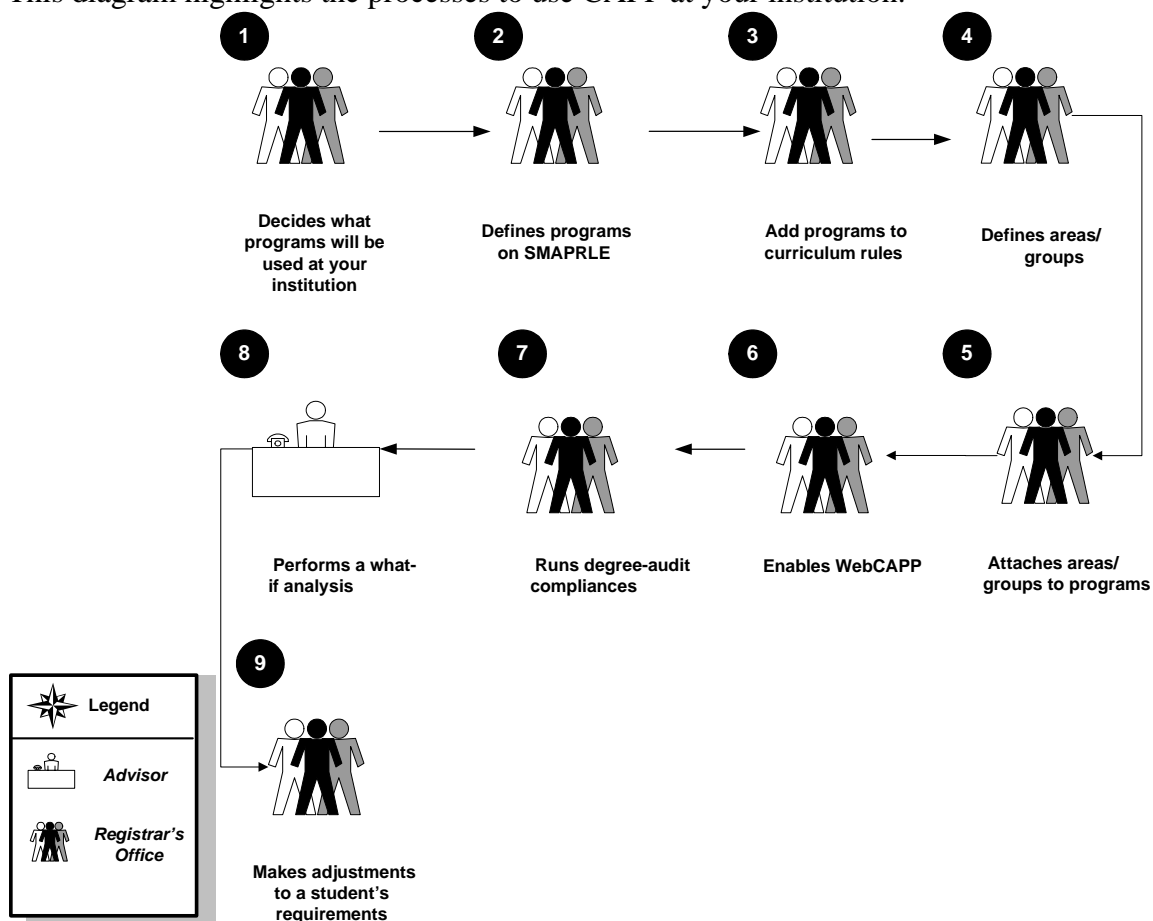 This diagram highlights the processes to use CAPP at your institution.
1
2
3
4
Decides what
programs will be
used at your
institution
Defines programs
on SMAPRLE
Add programs to
curriculum rules
Defines areas/
groups
8
7
6
5
Performs a what-
if analysis
Runs degree-audit
compliances
Enables WebCAPP
Attaches areas/
groups to programs
9
Makes adjustments
to a student's
requirements
Legend
Advisor
Registrar's
Office